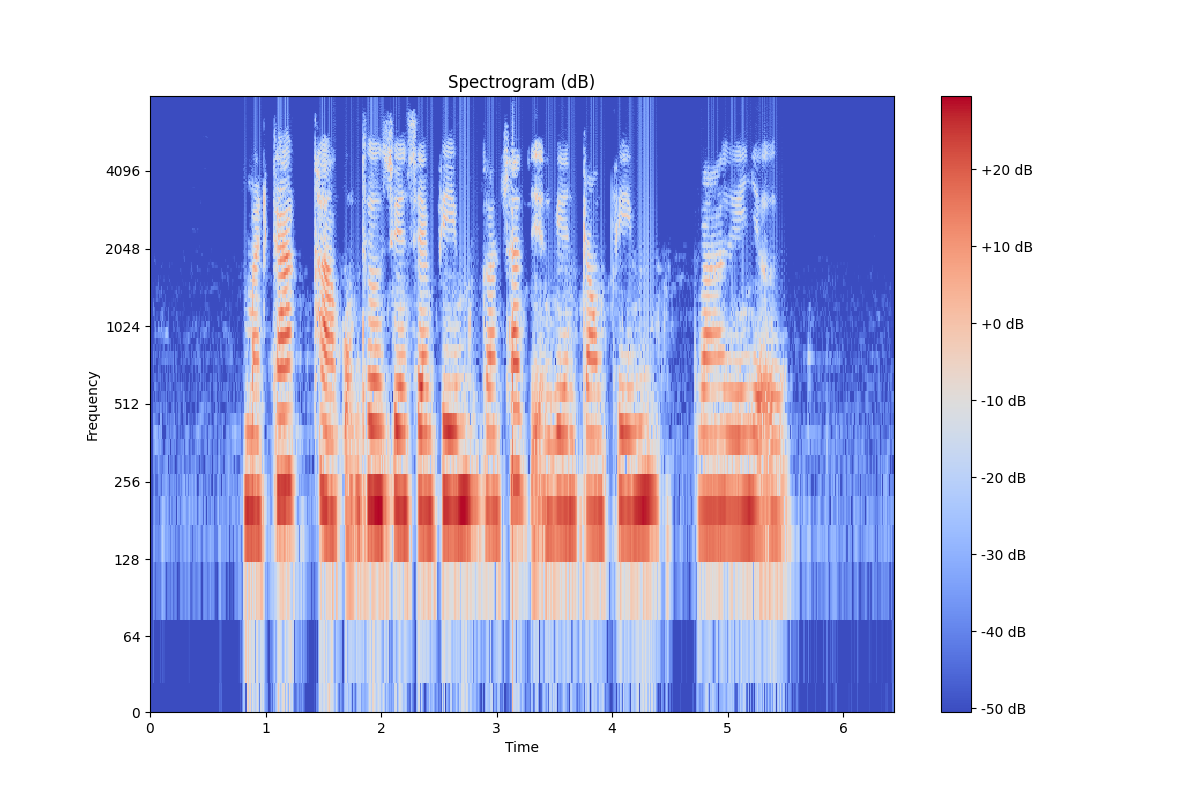 Spectrogram (dB)
Frequency
4096
2048
1024
512
256
128
64
0
0 1 2 3 4 5 6
Time
+20 dB
+10 dB
+0 dB
-10 dB
-20 dB
-30 dB
-40 dB
-50 dB